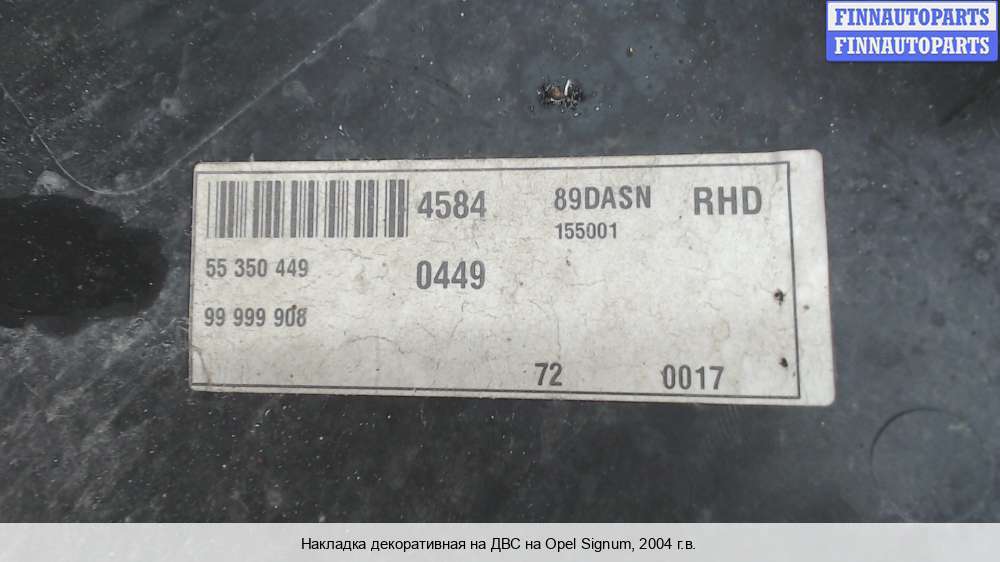 FINNAUTOPARTS
FINNAUTOPARTS
4584 89DASN RHD
155001
55 350 449 0449
99 999 908
72 0017
Накладка декоративная на ДВС на Opel Signum, 2004 г.в.